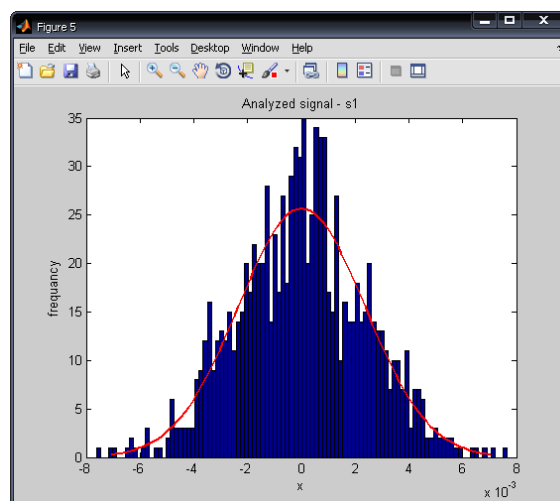 Figure 5
File Edit View Insert Tools Desktop Window Help
Analyzed signal - s1
35
30
25
20
15
10
5
0
frequancy
-8 -6 -4 -2 0 2 4 6 8
x
x 10⁻³